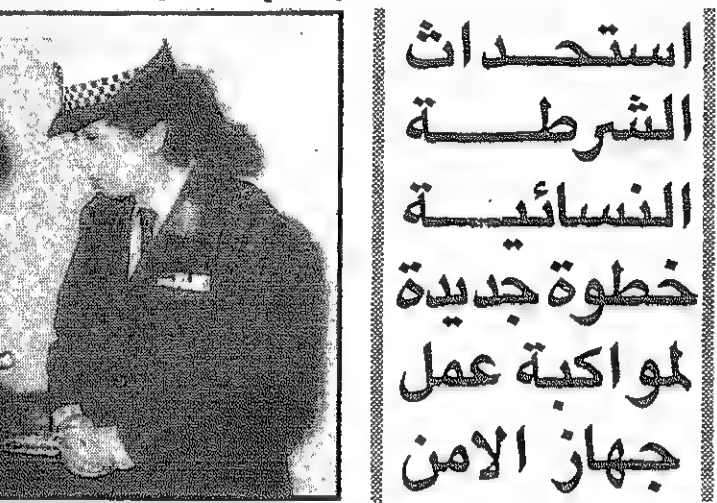 استحداث
الشرطة
النسائية
خطوة جديدة
لمواكبة عمل
جهاز الامن